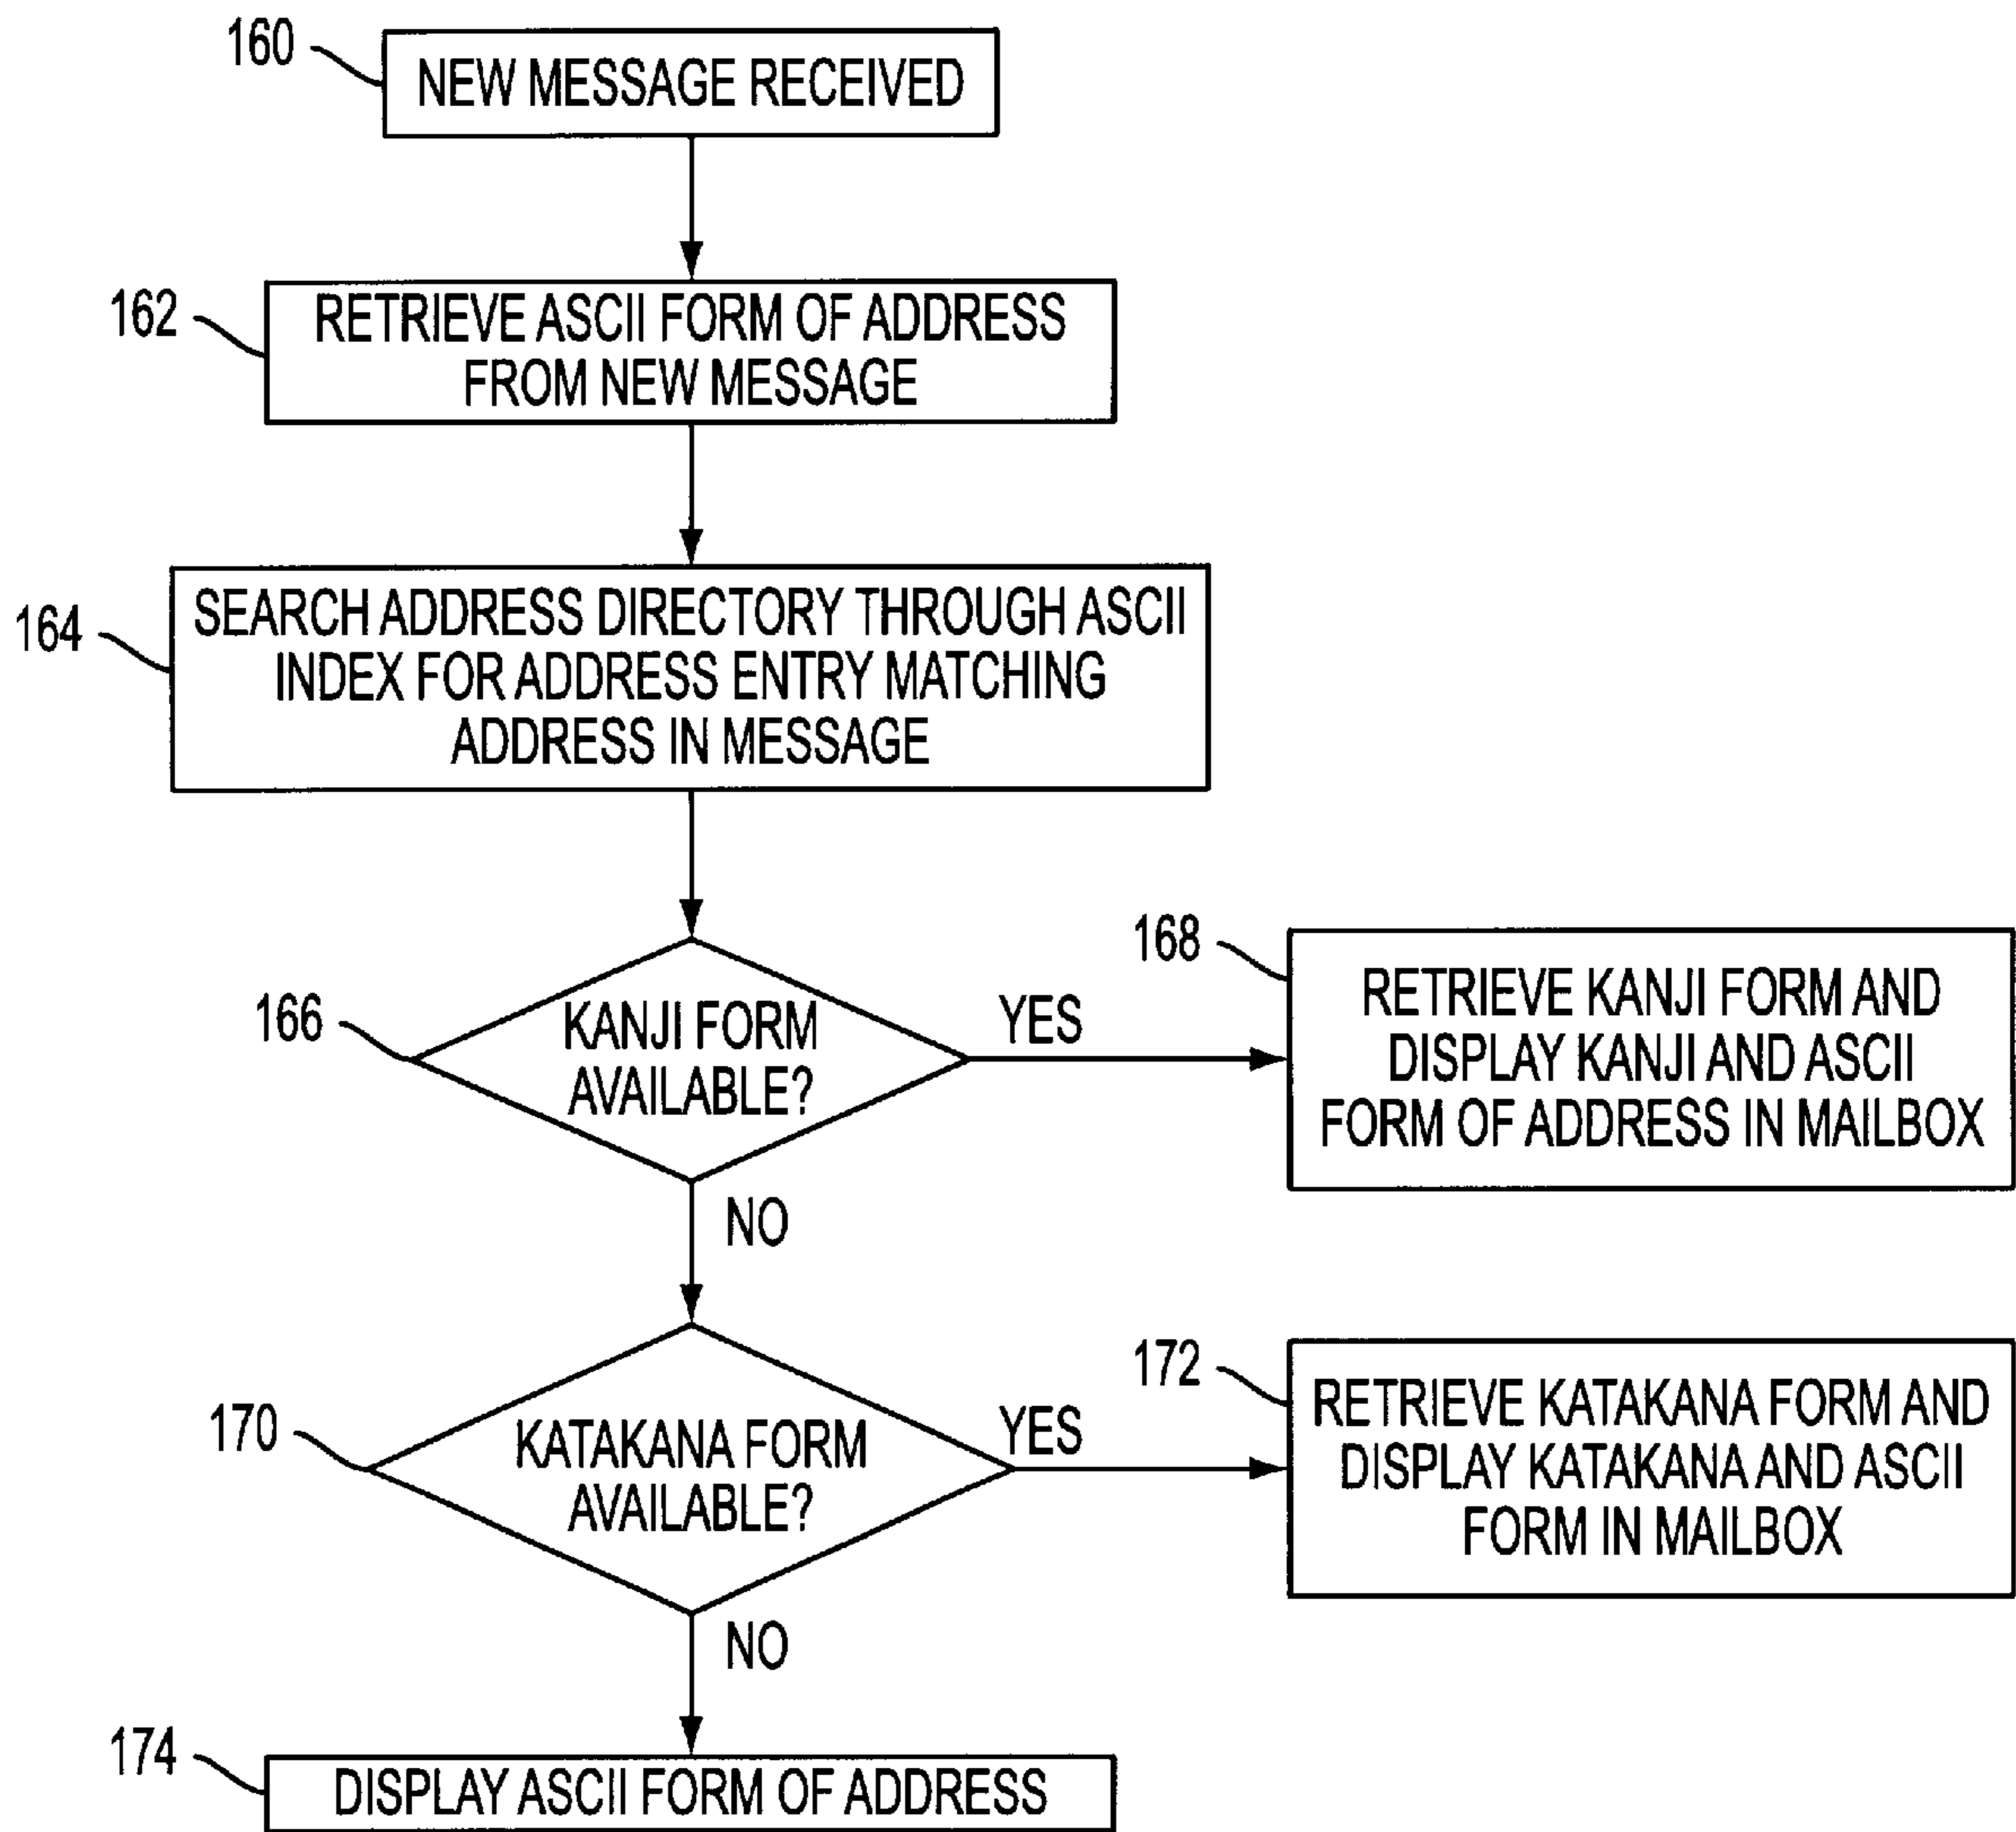 160
NEW MESSAGE RECEIVED
162
RETRIEVE ASCII FORM OF ADDRESS
FROM NEW MESSAGE
164
SEARCH ADDRESS DIRECTORY THROUGH ASCII
INDEX FOR ADDRESS ENTRY MATCHING
ADDRESS IN MESSAGE
166
KANJI FORM
AVAILABLE?
YES
168
RETRIEVE KANJI FORM AND
DISPLAY KANJI AND ASCII
FORM OF ADDRESS IN MAILBOX
NO
170
KATAKANA FORM
AVAILABLE?
YES
172
RETRIEVE KATAKANA FORM AND
DISPLAY KATAKANA AND ASCII
FORM IN MAILBOX
NO
174
DISPLAY ASCII FORM OF ADDRESS